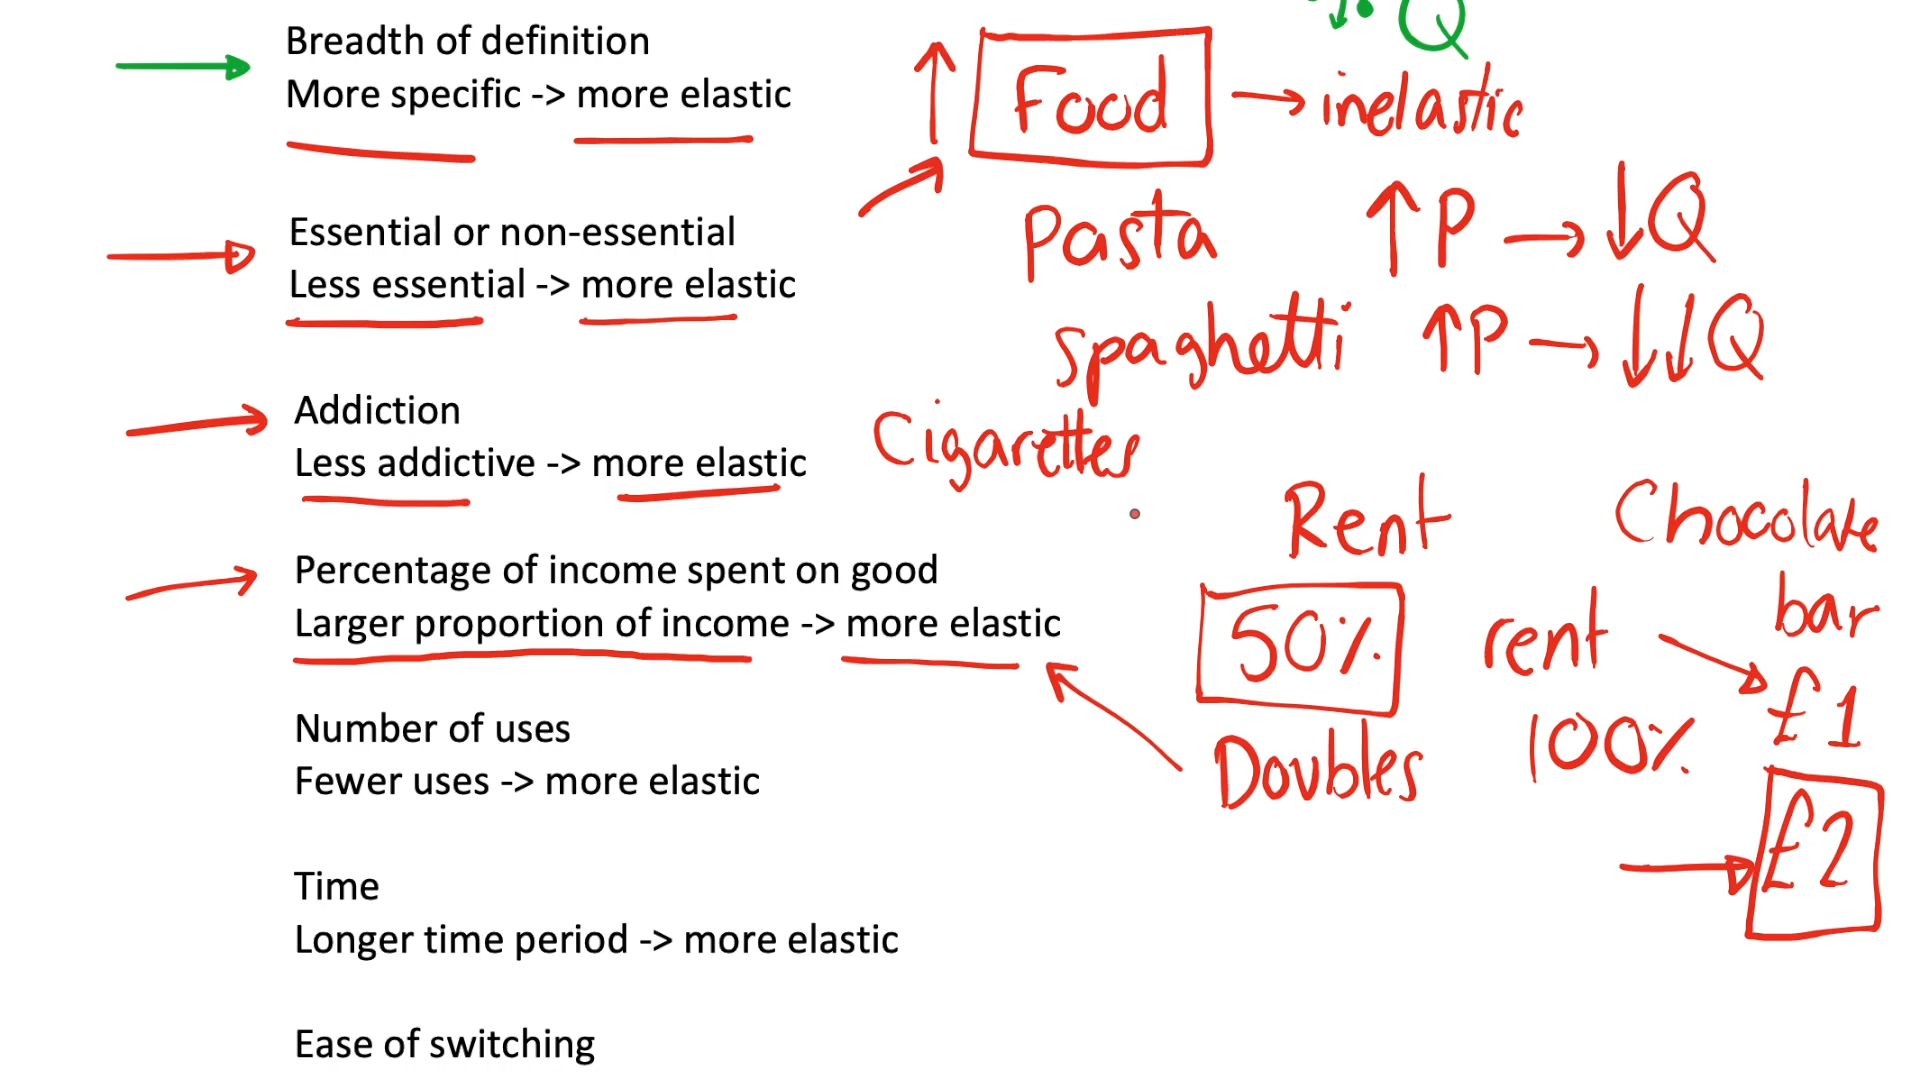 Q
Breadth of definition
More specific -> more elastic
Food → inelastic
Essential or non-essential
Less essential -> more elastic
Pasta ↑P → ↓Q
spaghetti ↑P → ↓↓Q
Addiction
Less addictive -> more elastic
Cigarettes
Percentage of income spent on good
Larger proportion of income -> more elastic
Rent
50%
Doubles
rent
100%
Chocolate
bar
£1
£2
Number of uses
Fewer uses -> more elastic
Time
Longer time period -> more elastic
Ease of switching